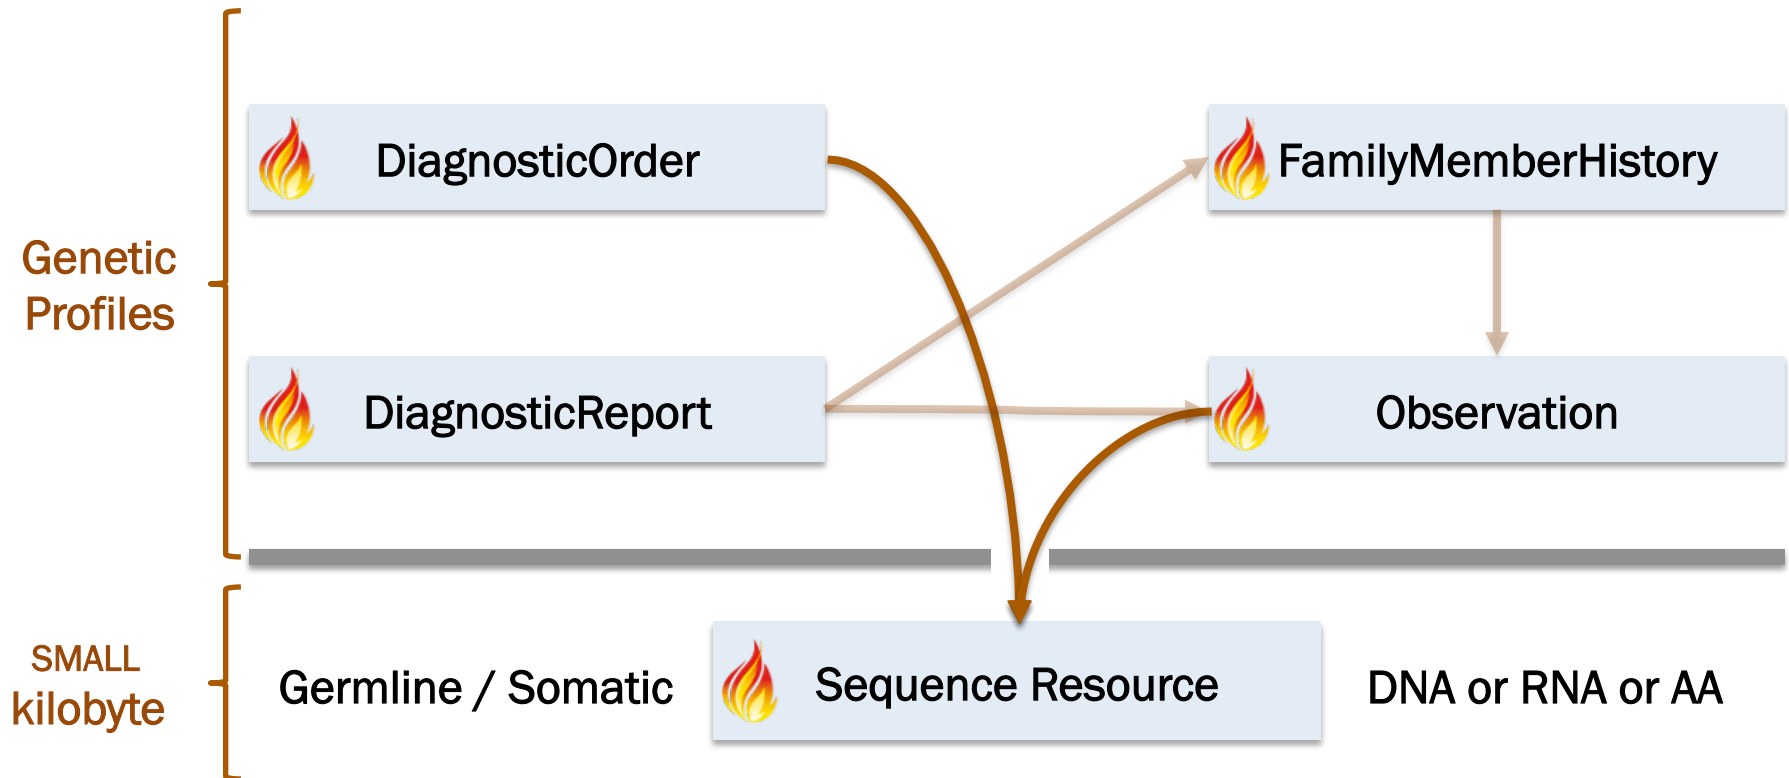 DiagnosticOrder
FamilyMemberHistory
Genetic
Profiles
DiagnosticReport
Observation
SMALL
kilobyte
Germline / Somatic
Sequence Resource
DNA or RNA or AA